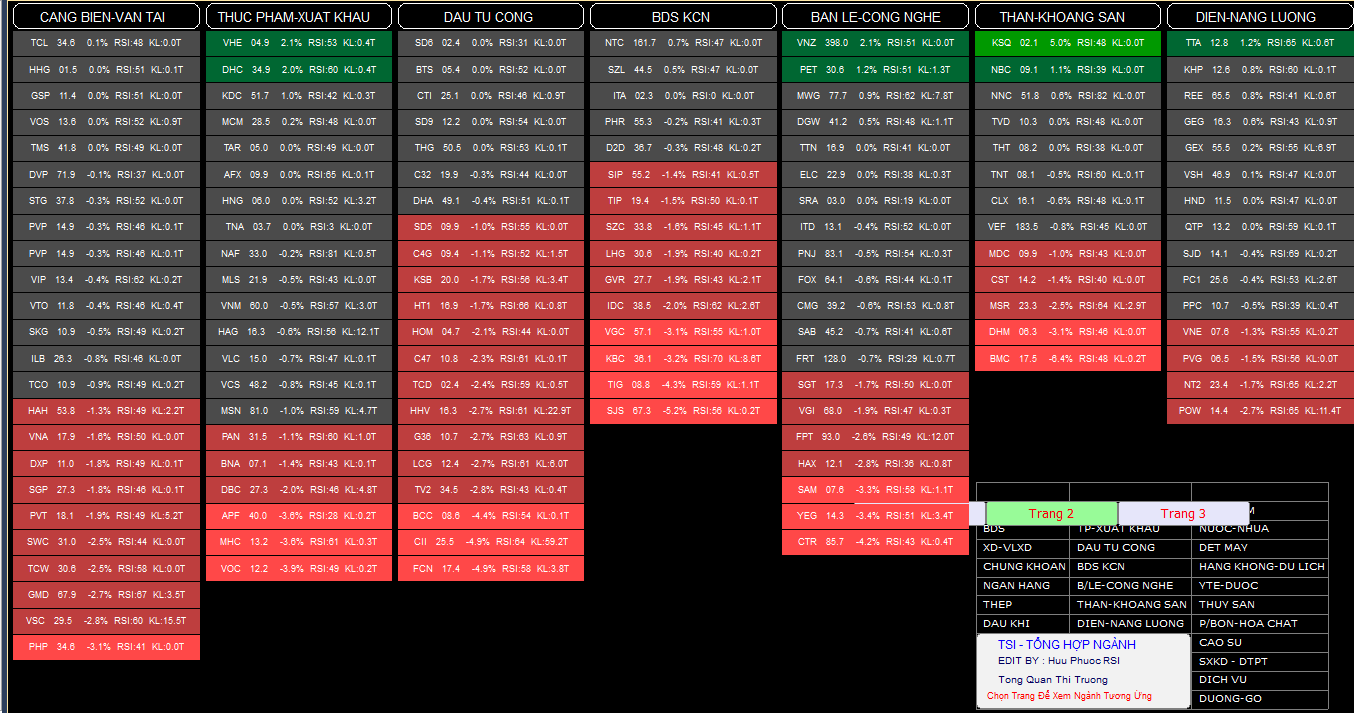 CANG BIEN-VAN TAI
TCL 34.6 0.1% RSI:48 KL:0.0T
HHG 01.5 0.0% RSI:51 KL:0.1T
GSP 11.4 0.0% RSI:51 KL:0.0T
VOS 13.6 0.0% RSI:52 KL:0.9T
TMS 41.8 0.0% RSI:49 KL:0.0T
DVP 71.9 -0.1% RSI:37 KL:0.0T
STG 37.8 -0.3% RSI:52 KL:0.0T
PVP 14.9 -0.3% RSI:46 KL:0.1T
PVP 14.9 -0.3% RSI:46 KL:0.1T
VIP 13.4 -0.4% RSI:62 KL:0.2T
VTO 11.8 -0.4% RSI:46 KL:0.4T
SKG 10.9 -0.5% RSI:49 KL:0.2T
ILB 26.3 -0.8% RSI:46 KL:0.0T
TCO 10.9 -0.9% RSI:49 KL:0.2T
HAH 53.8 -1.3% RSI:49 KL:2.2T
VNA 17.9 -1.6% RSI:50 KL:0.0T
DXP 11.0 -1.8% RSI:49 KL:0.1T
SGP 27.3 -1.8% RSI:46 KL:0.1T
PVT 18.1 -1.9% RSI:49 KL:5.2T
SWC 31.0 -2.5% RSI:44 KL:0.0T
TCW 30.6 -2.5% RSI:58 KL:0.0T
GMD 67.9 -2.7% RSI:67 KL:3.5T
VSC 29.5 -2.8% RSI:60 KL:15.5T
PHP 34.6 -3.1% RSI:41 KL:0.0T
THUC PHAM-XUAT KHAU
VHE 04.9 2.1% RSI:53 KL:0.4T
DHC 34.9 2.0% RSI:60 KL:0.4T
KDC 51.7 1.0% RSI:42 KL:0.3T
MCM 28.5 0.2% RSI:48 KL:0.0T
TAR 05.0 0.0% RSI:49 KL:0.0T
AFX 09.9 0.0% RSI:65 KL:0.1T
HNG 06.0 0.0% RSI:52 KL:3.2T
TNA 03.7 0.0% RSI:3 KL:0.0T
NAF 33.0 -0.2% RSI:81 KL:0.5T
MLS 21.9 -0.5% RSI:43 KL:0.0T
VNM 60.0 -0.5% RSI:57 KL:3.0T
HAG 16.3 -0.6% RSI:56 KL:12.1T
VLC 15.0 -0.7% RSI:47 KL:0.1T
VCS 48.2 -0.8% RSI:45 KL:0.1T
MSN 81.0 -1.0% RSI:59 KL:4.7T
PAN 31.5 -1.1% RSI:60 KL:1.0T
BNA 07.1 -1.4% RSI:43 KL:0.1T
DBC 27.3 -2.0% RSI:46 KL:4.8T
APF 40.0 -3.6% RSI:28 KL:0.2T
MHC 13.2 -3.6% RSI:61 KL:0.3T
VOC 12.2 -3.9% RSI:49 KL:0.2T
DAU TU CONG
SD6 02.4 0.0% RSI:31 KL:0.0T
BTS 05.4 0.0% RSI:52 KL:0.0T
CTI 25.1 0.0% RSI:46 KL:0.9T
SD9 12.2 0.0% RSI:54 KL:0.0T
THG 50.5 0.0% RSI:53 KL:0.1T
C32 19.9 -0.3% RSI:44 KL:0.0T
DHA 49.1 -0.4% RSI:51 KL:0.1T
SD5 09.9 -1.0% RSI:55 KL:0.0T
C4G 09.4 -1.1% RSI:52 KL:1.5T
KSB 20.0 -1.7% RSI:56 KL:3.4T
HT1 16.9 -1.7% RSI:66 KL:0.8T
HOM 04.7 -2.1% RSI:44 KL:0.0T
C47 10.8 -2.3% RSI:61 KL:0.1T
TCD 02.4 -2.4% RSI:59 KL:0.5T
HHV 16.3 -2.7% RSI:61 KL:22.9T
G36 10.7 -2.7% RSI:63 KL:0.9T
LCG 12.4 -2.7% RSI:61 KL:6.0T
TV2 34.5 -2.8% RSI:43 KL:0.4T
BCC 08.6 -4.4% RSI:54 KL:0.1T
CII 25.5 -4.9% RSI:64 KL:59.2T
FCN 17.4 -4.9% RSI:58 KL:3.8T
BDS KCN
NTC 161.7 0.7% RSI:47 KL:0.0T
SZL 44.5 0.5% RSI:47 KL:0.0T
ITA 02.3 0.0% RSI:0 KL:0.0T
PHR 55.3 -0.2% RSI:41 KL:0.3T
D2D 36.7 -0.3% RSI:48 KL:0.2T
SIP 55.2 -1.4% RSI:41 KL:0.5T
TIP 19.4 -1.5% RSI:50 KL:0.1T
SZC 33.8 -1.6% RSI:45 KL:1.1T
LHG 30.6 -1.9% RSI:40 KL:0.2T
GVR 27.7 -1.9% RSI:43 KL:2.1T
IDC 38.5 -2.0% RSI:62 KL:2.6T
VGC 57.1 -3.1% RSI:55 KL:1.0T
KBC 36.1 -3.2% RSI:70 KL:8.6T
TIG 08.8 -4.3% RSI:59 KL:1.1T
SJS 67.3 -5.2% RSI:56 KL:0.2T
BAN LE-CONG NGHE
VNZ 398.0 2.1% RSI:51 KL:0.0T
PET 30.6 1.2% RSI:51 KL:1.3T
MWG 77.7 0.9% RSI:62 KL:7.8T
DGW 41.2 0.5% RSI:48 KL:1.1T
TTN 16.9 0.0% RSI:41 KL:0.0T
ELC 22.9 0.0% RSI:38 KL:0.3T
SRA 03.0 0.0% RSI:19 KL:0.0T
ITD 13.1 -0.4% RSI:52 KL:0.0T
PNJ 83.1 -0.5% RSI:54 KL:0.3T
FOX 64.1 -0.6% RSI:44 KL:0.1T
CMG 39.2 -0.6% RSI:53 KL:0.8T
SAB 45.2 -0.7% RSI:41 KL:0.6T
FRT 128.0 -0.7% RSI:29 KL:0.7T
SGT 17.3 -1.7% RSI:50 KL:0.0T
VGI 68.0 -1.9% RSI:47 KL:0.3T
FPT 93.0 -2.6% RSI:49 KL:12.0T
HAX 12.1 -2.8% RSI:36 KL:0.8T
SAM 07.6 -3.3% RSI:58 KL:1.1T
YEG 14.3 -3.4% RSI:51 KL:3.4T
CTR 85.7 -4.2% RSI:43 KL:0.4T
THAN-KHOANG SAN
KSQ 02.1 5.0% RSI:48 KL:0.0T
NBC 09.1 1.1% RSI:39 KL:0.0T
NNC 51.8 0.6% RSI:82 KL:0.0T
TVD 10.3 0.0% RSI:48 KL:0.0T
THT 08.2 0.0% RSI:38 KL:0.0T
TNT 08.1 -0.5% RSI:60 KL:0.1T
CLX 16.1 -0.6% RSI:48 KL:0.1T
VEF 183.5 -0.8% RSI:45 KL:0.0T
MDC 09.9 -1.0% RSI:43 KL:0.0T
CST 14.2 -1.4% RSI:40 KL:0.0T
MSR 23.3 -2.5% RSI:64 KL:2.9T
DHM 06.3 -3.1% RSI:46 KL:0.0T
BMC 17.5 -6.4% RSI:48 KL:0.2T
DIEN-NANG LUONG
TTA 12.8 1.2% RSI:65 KL:0.6T
KHP 12.6 0.8% RSI:60 KL:0.1T
REE 65.5 0.8% RSI:41 KL:0.6T
GEG 16.3 0.6% RSI:43 KL:0.9T
GEX 55.5 0.2% RSI:55 KL:6.9T
VSH 46.9 0.1% RSI:47 KL:0.0T
HND 11.5 0.0% RSI:47 KL:0.0T
QTP 13.2 0.0% RSI:59 KL:0.1T
SJD 14.1 -0.4% RSI:69 KL:0.2T
PC1 25.6 -0.4% RSI:53 KL:2.6T
PPC 10.7 -0.5% RSI:39 KL:0.4T
VNE 07.6 -1.3% RSI:55 KL:0.2T
PVG 06.5 -1.5% RSI:56 KL:0.0T
NT2 23.4 -1.7% RSI:65 KL:2.2T
POW 14.4 -2.7% RSI:65 KL:11.4T
Trang 2 Trang 3 M
BDS TP-XUAT KHAU NUOC-NHUA
XD-VLXD DAU TU CONG DET MAY
CHUNG KHOAN BDS KCN HANG KHONG-DU LICH
NGAN HANG B/LE-CONG NGHE YTE-DUOC
THEP THAN-KHOANG SAN THUY SAN
DAU KHI DIEN-NANG LUONG P/BON-HOA CHAT
CAO SU
SXKD - DTPT
DICH VU
DUONG-GO
TSI - TỔNG HỢP NGÀNH
EDIT BY : Huu Phuoc RSI
Tong Quan Thi Truong
Chọn Trang Để Xem Ngành Tương Ứng